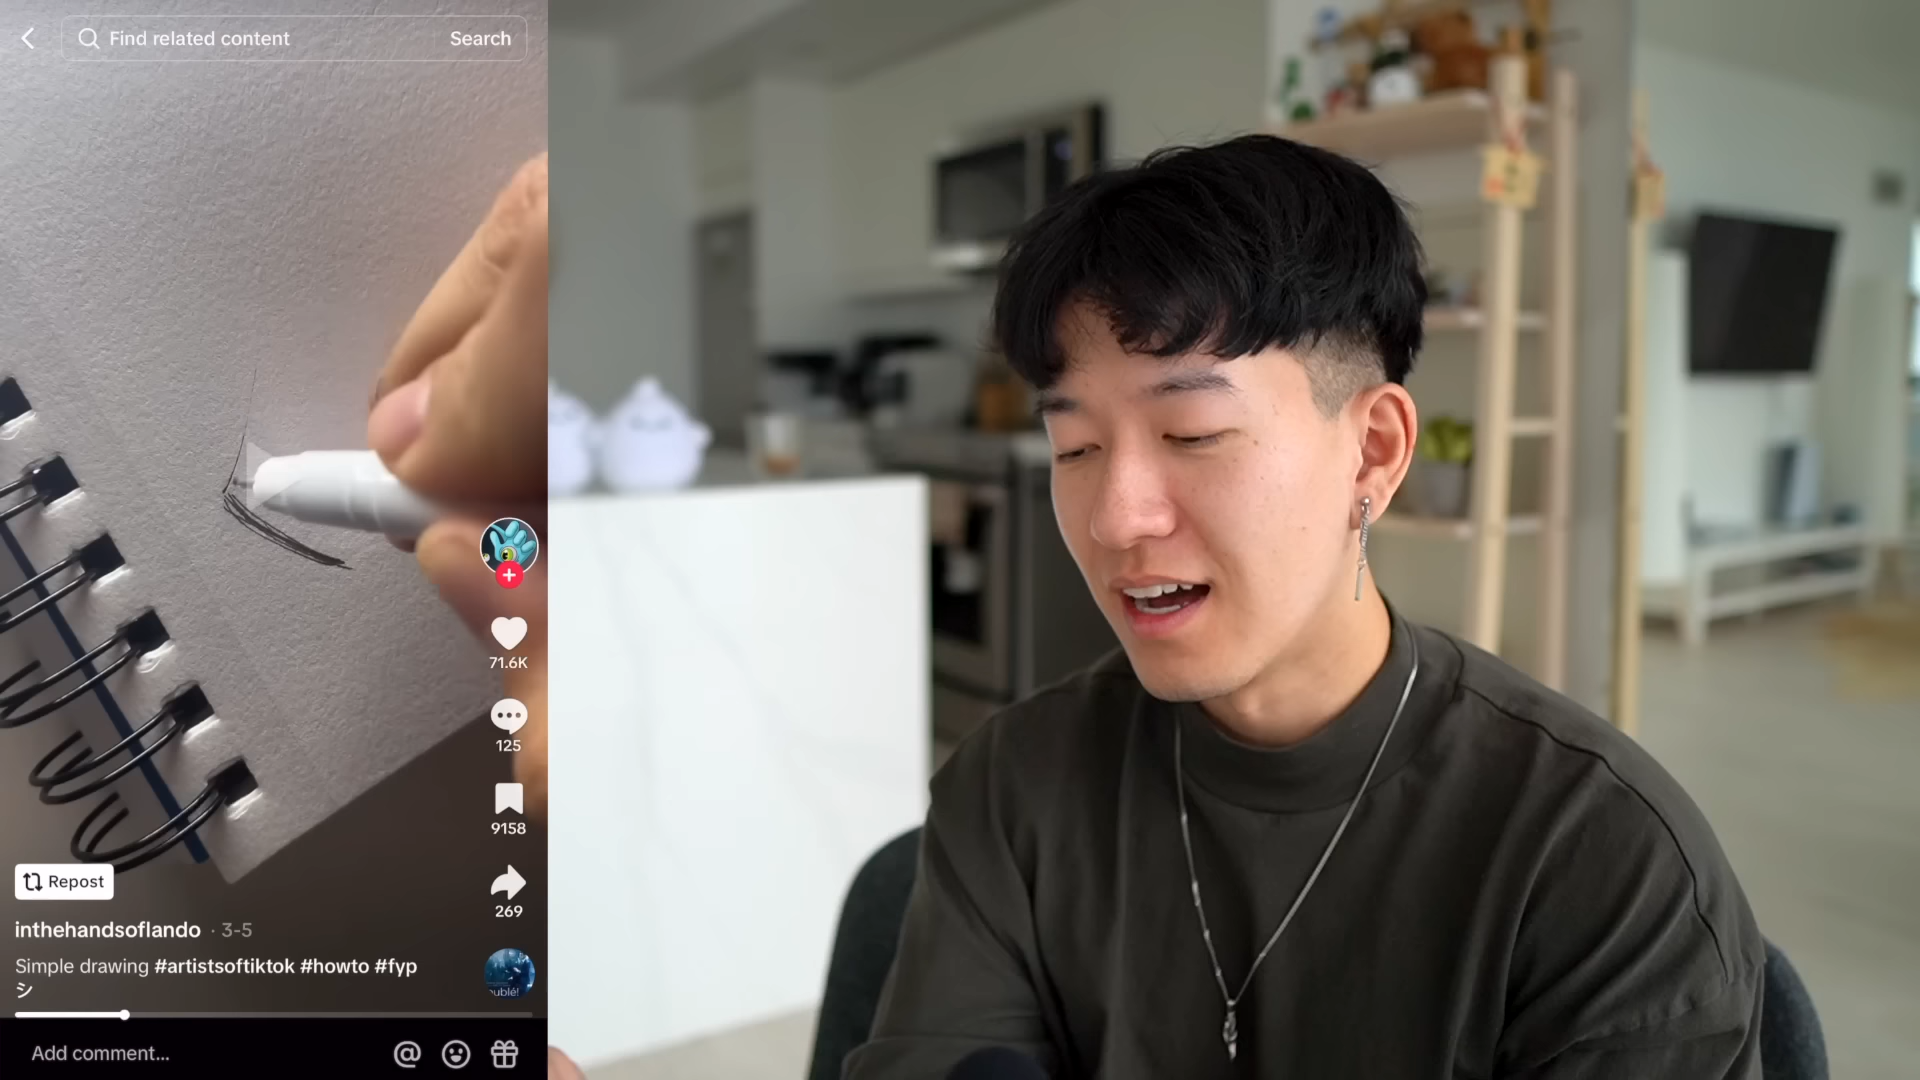 Find related content
Search
71.6K
125
9158
269
Repost
inthehandsoflando · 3-5
Simple drawing #artistsoftiktok #howto #fyp
シ
ublé!
Add comment...